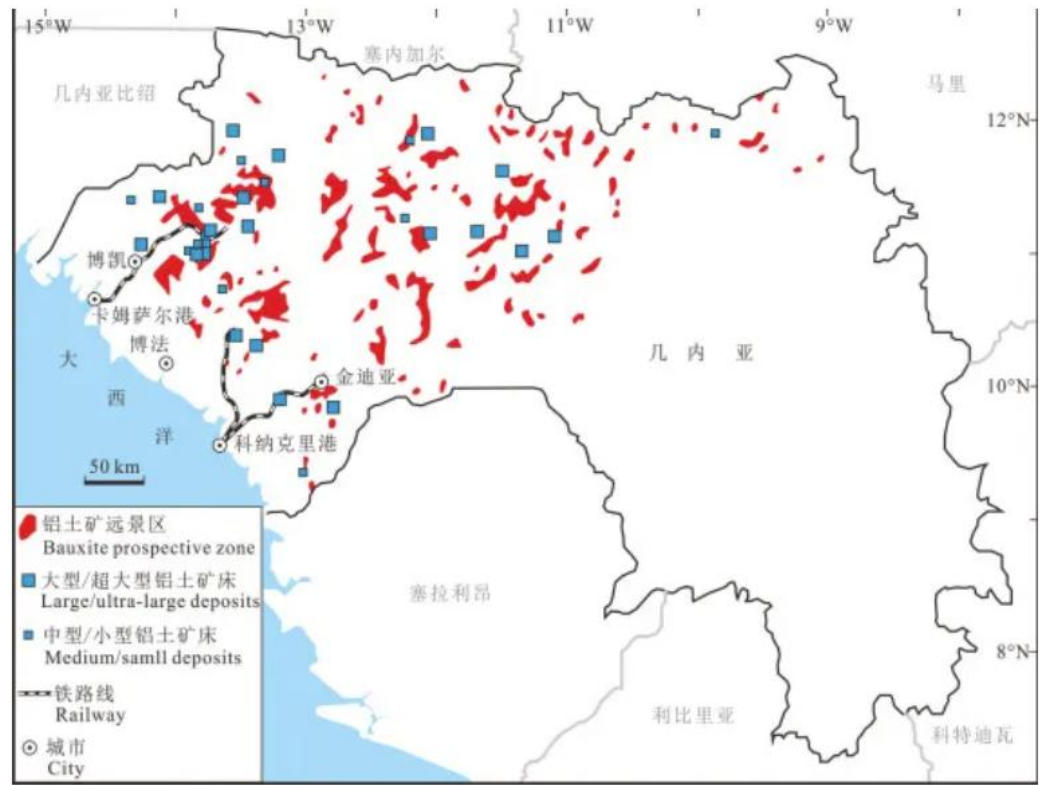 15°W
13°W
11°W
9°W
塞内加尔
几内亚比绍
马里
12°N
博凯
卡姆萨尔港
博法
大西洋
几内亚
金迪亚
10°N
科纳克里港
50 km
铝土矿远景区
Bauxite prospective zone
大型/超大型铝土矿床
Large/ultra-large deposits
中型/小型铝土矿床
Medium/samll deposits
铁路线
Railway
城市
City
塞拉利昂
8°N
利比里亚
科特迪瓦